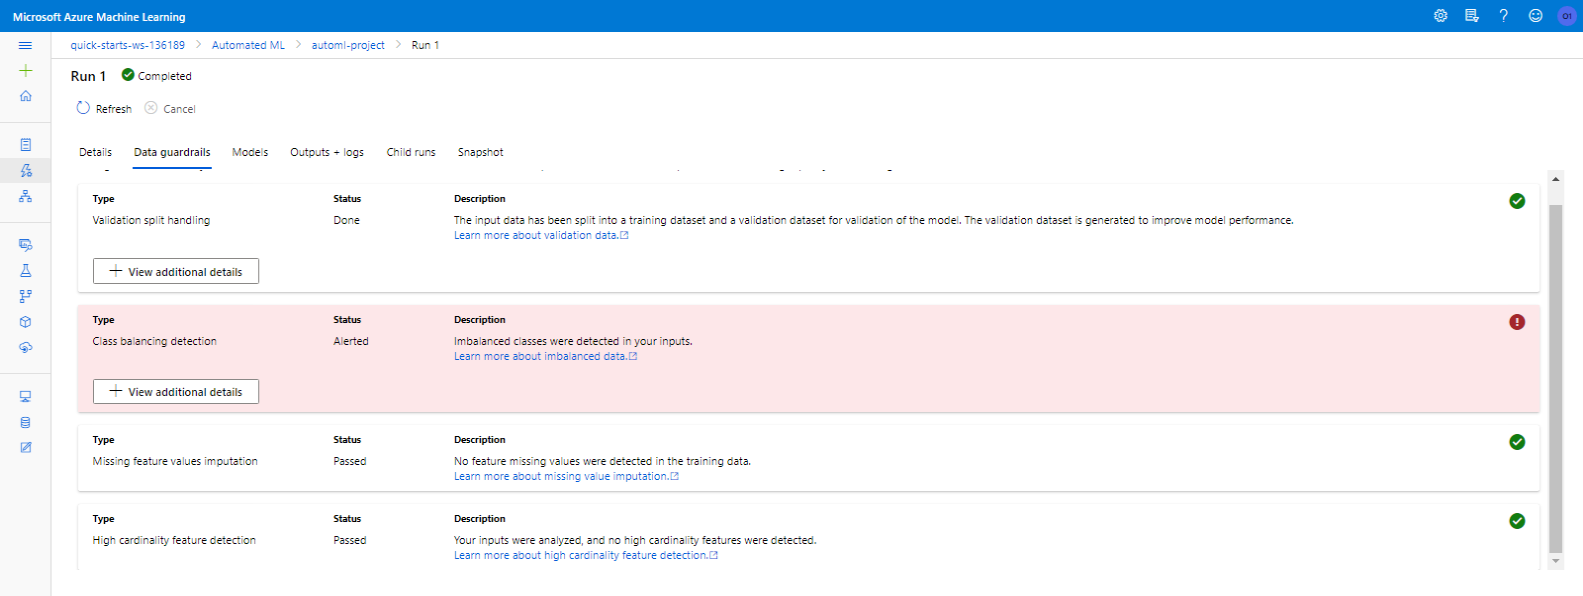 Microsoft Azure Machine Learning
OI
quick-starts-ws-136189 > Automated ML > automl-project > Run 1
Run 1 Completed
Refresh Cancel
Details Data guardrails Models Outputs + logs Child runs Snapshot
Type Status Description
Validation split handling Done The input data has been split into a training dataset and a validation dataset for validation of the model. The validation dataset is generated to improve model performance.
Learn more about validation data.
+ View additional details
Type Status Description
Class balancing detection Alerted Imbalanced classes were detected in your inputs.
Learn more about imbalanced data.
+ View additional details
Type Status Description
Missing feature values imputation Passed No feature missing values were detected in the training data.
Learn more about missing value imputation.
Type Status Description
High cardinality feature detection Passed Your inputs were analyzed, and no high cardinality features were detected.
Learn more about high cardinality feature detection.